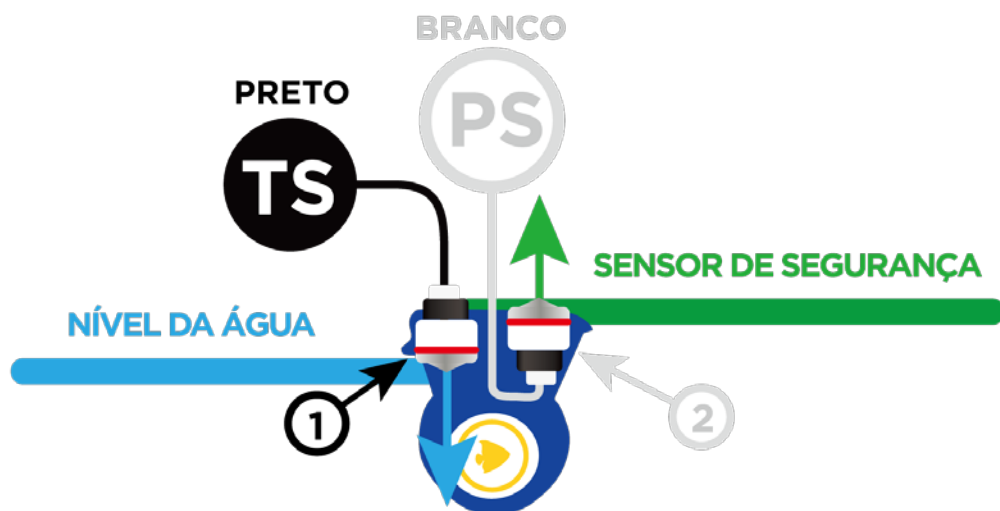 BRANCO
PS
PRETO
TS
SENSOR DE SEGURANÇA
NÍVEL DA ÁGUA
1
2